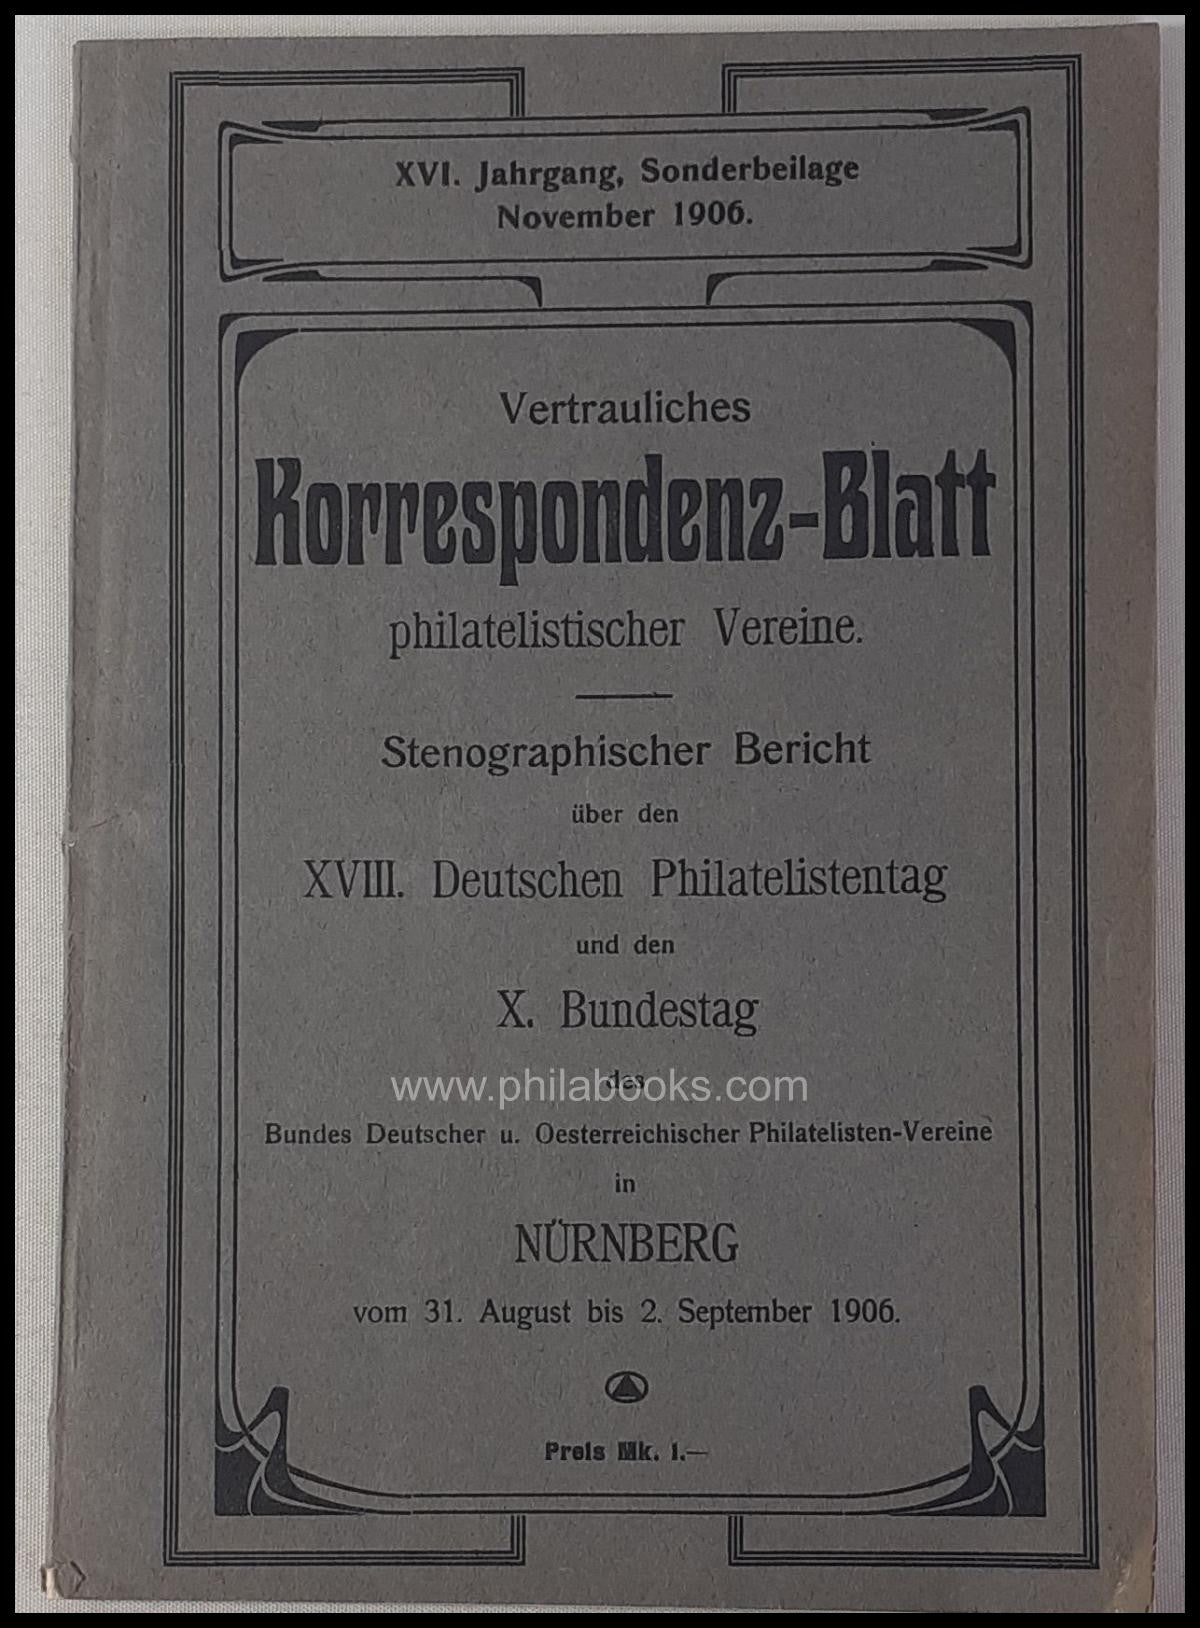 XVI. Jahrgang, Sonderbeilage
November 1906.
Vertrauliches
Korrespondenz-Blatt
philatelistischer Vereine.
Stenographischer Bericht
über den
XVIII. Deutschen Philatelistentag
und den
X. Bundestag
des
www.philabooks.com
Bundes Deutscher u. Oesterreichischer Philatelisten-Vereine
in
NÜRNBERG
vom 31. August bis 2. September 1906.
Preis Mk. 1.—